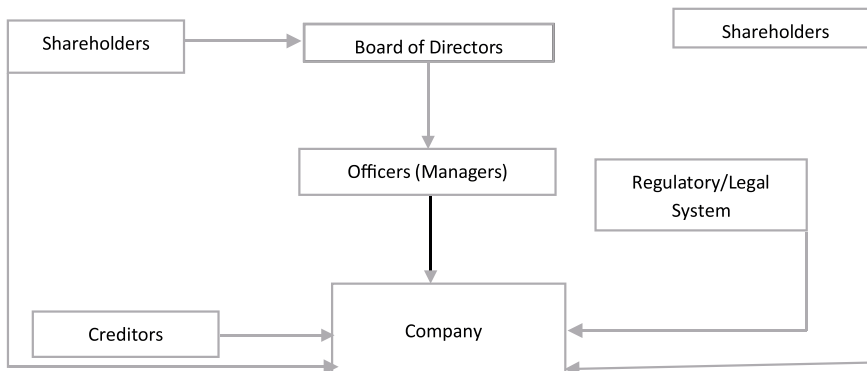 Shareholders
Board of Directors
Shareholders
Officers (Managers)
Regulatory/Legal
System
Creditors
Company